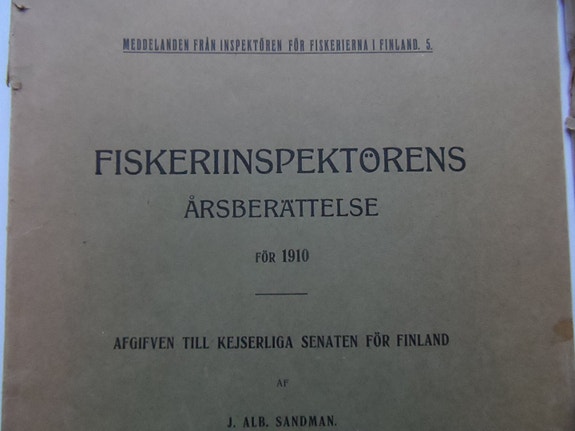 MEDDELANDEN FRÅN INSPEKTÖREN FÖR FISKERIERNA I FINLAND. 5.
FISKERIINSPEKTÖRENS
ÅRSBERÄTTELSE
FÖR 1910
AFGIFVEN TILL KEJSERLIGA SENATEN FÖR FINLAND
AF
J. ALB. SANDMAN.